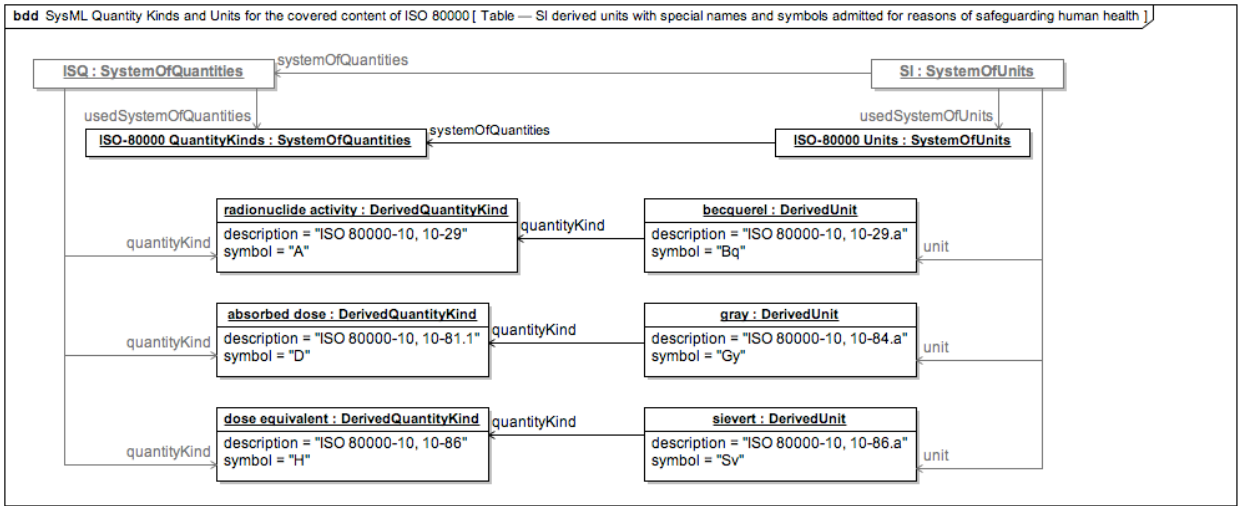 bdd SysML Quantity Kinds and Units for the covered content of ISO 80000 [ Table — SI derived units with special names and symbols admitted for reasons of safeguarding human health ]
systemOfQuantities
ISQ : SystemOfQuantities
SI : SystemOfUnits
usedSystemOfQuantities
usedSystemOfUnits
systemOfQuantities
ISO-80000 QuantityKinds : SystemOfQuantities
ISO-80000 Units : SystemOfUnits
radionuclide activity : DerivedQuantityKind
description = "ISO 80000-10, 10-29"
symbol = "A"
quantityKind
quantityKind
becquerel : DerivedUnit
description = "ISO 80000-10, 10-29.a"
symbol = "Bq"
unit
absorbed dose : DerivedQuantityKind
description = "ISO 80000-10, 10-81.1"
symbol = "D"
quantityKind
quantityKind
gray : DerivedUnit
description = "ISO 80000-10, 10-84.a"
symbol = "Gy"
unit
dose equivalent : DerivedQuantityKind
description = "ISO 80000-10, 10-86"
symbol = "H"
quantityKind
quantityKind
sievert : DerivedUnit
description = "ISO 80000-10, 10-86.a"
symbol = "Sv"
unit